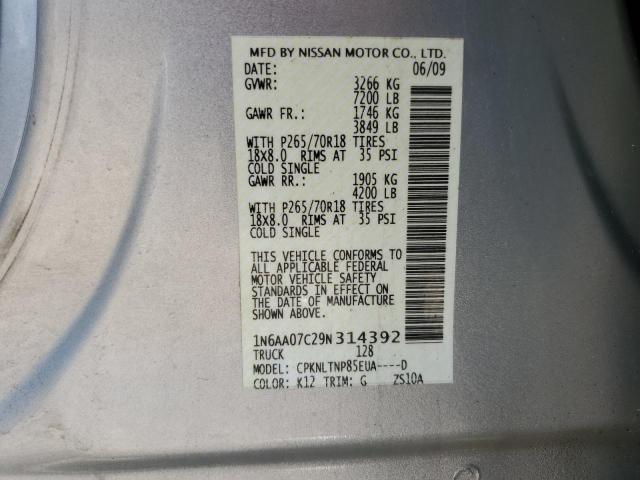 MFD BY NISSAN MOTOR CO., LTD.
DATE: 06/09
GVWR: 3266 KG
7200 LB
GAWR FR.: 1746 KG
3849 LB
WITH P265/70R18 TIRES
18X8.0 RIMS AT 35 PSI
COLD SINGLE
GAWR RR.: 1905 KG
4200 LB
WITH P265/70R18 TIRES
18X8.0 RIMS AT 35 PSI
COLD SINGLE
THIS VEHICLE CONFORMS TO
ALL APPLICABLE FEDERAL
MOTOR VEHICLE SAFETY
STANDARDS IN EFFECT ON
THE DATE OF MANUFACTURE
SHOWN ABOVE.
1N6AA07C29N314392
TRUCK 128
MODEL: CPKNLTNP85EUA----D
COLOR: K12 TRIM: G ZS10A